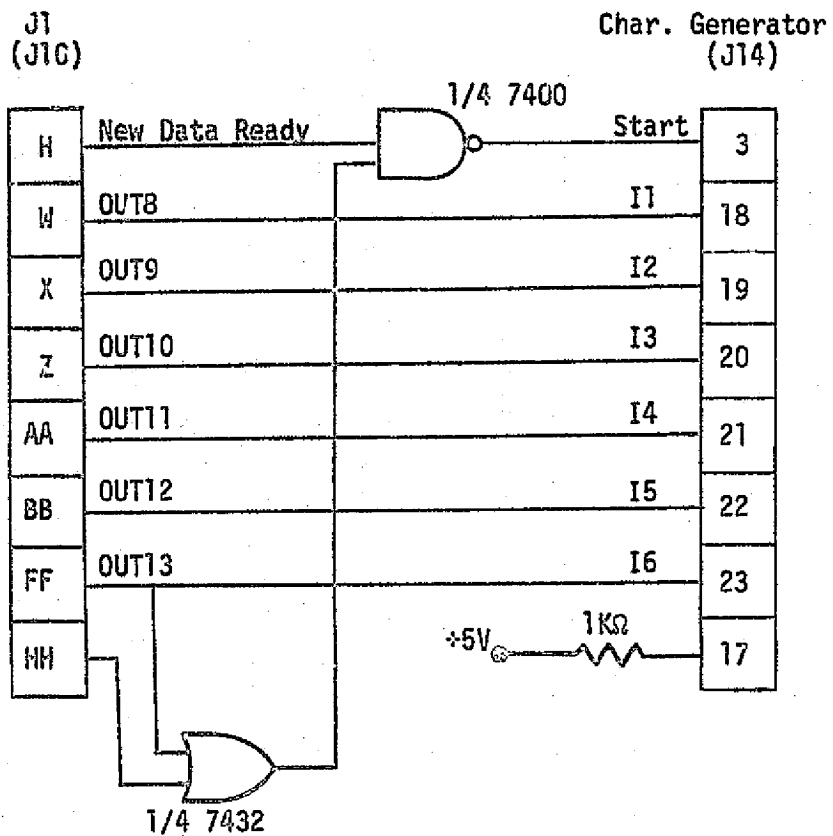 J1
(J1C)
Char. Generator
(J14)
1/4 7400
H
New Data Ready
Start
3
W
OUT8
I1
18
X
OUT9
I2
19
Z
OUT10
I3
20
AA
OUT11
I4
21
BB
OUT12
I5
22
FF
OUT13
I6
23
HH
+5V
1KΩ
17
1/4 7432